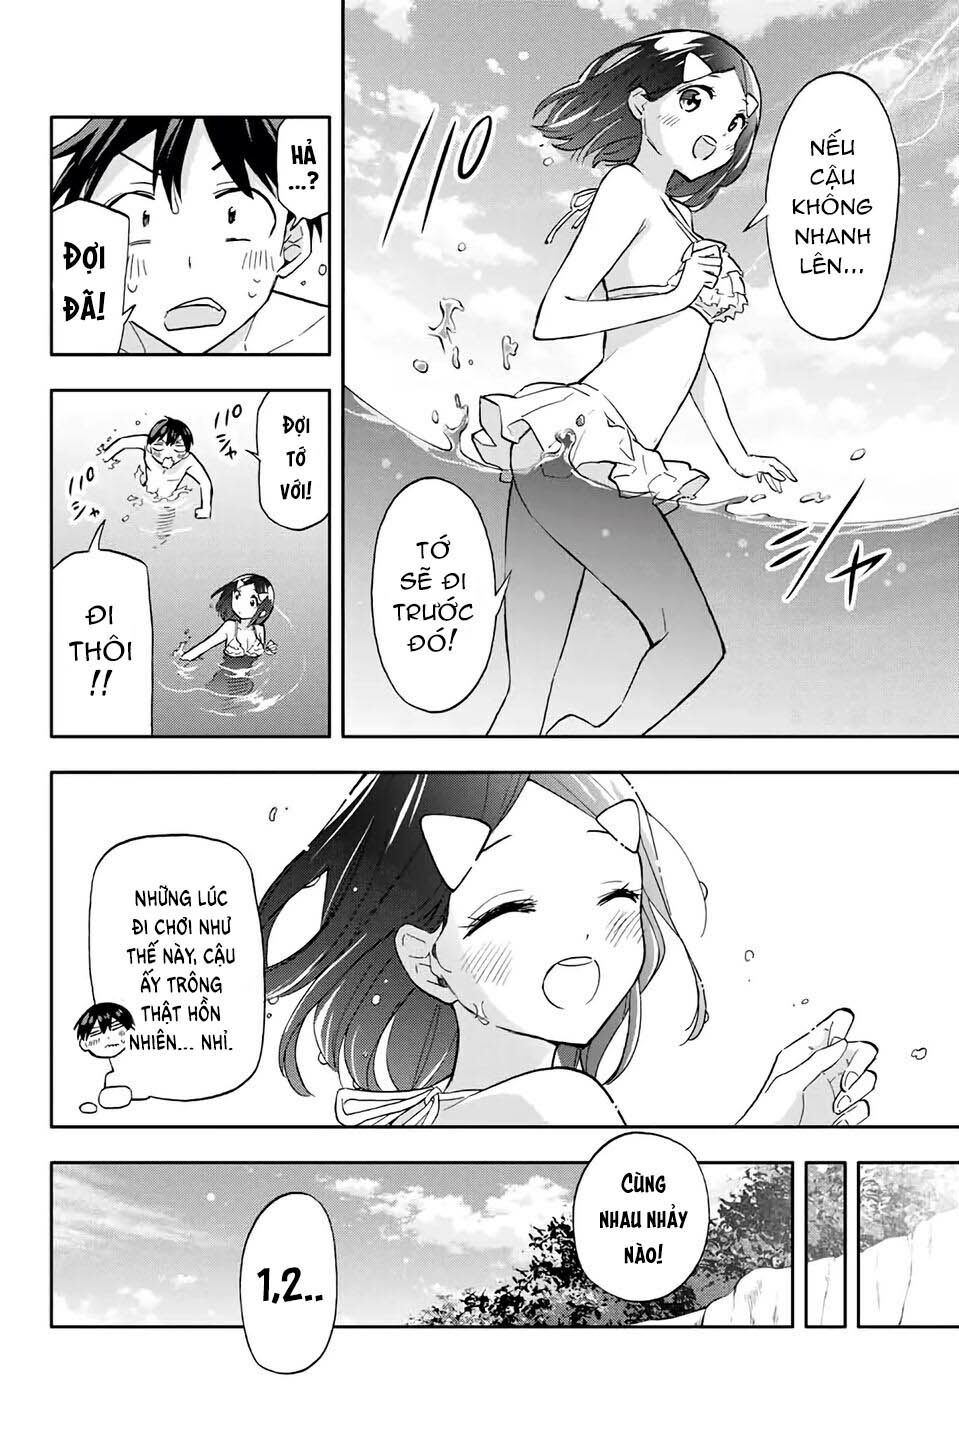 NẾU
CẬU
KHÔNG
NHANH
LÊN...
TỚ
SẼ ĐI
TRƯỚC
ĐÓ!
HẢ
...?
ĐỢI
ĐÃ!
ĐỢI
TỚ
VỚI!
ĐI
THÔI
!!
NHỮNG LÚC
ĐI CHƠI NHƯ
THẾ NÀY, CẬU
ẤY TRÔNG
THẬT HỒN
NHIÊN... NHỈ.
CÙNG
NHAU NHẢY
NÀO!
1,2..